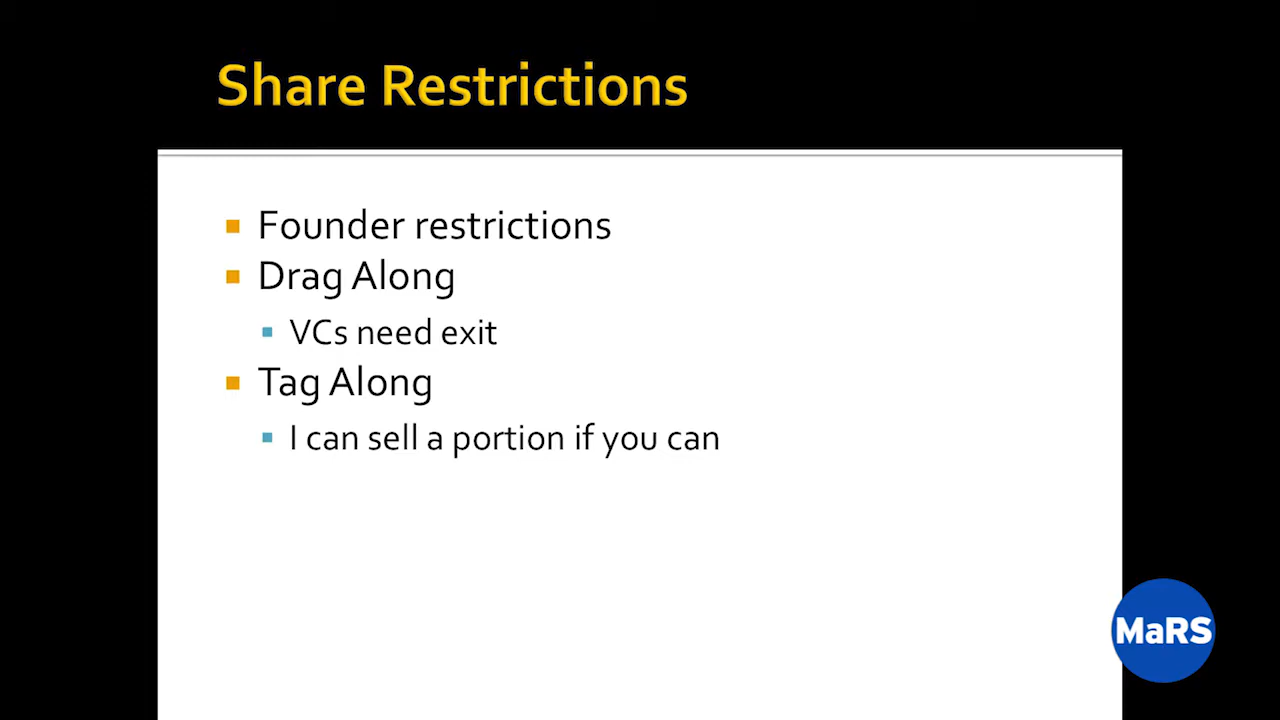 Share Restrictions
Founder restrictions
Drag Along
VCs need exit
Tag Along
I can sell a portion if you can
MaRS